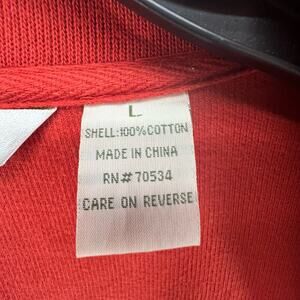 L
SHELL:100%COTTON
MADE IN CHINA
RN#70534
CARE ON REVERSE